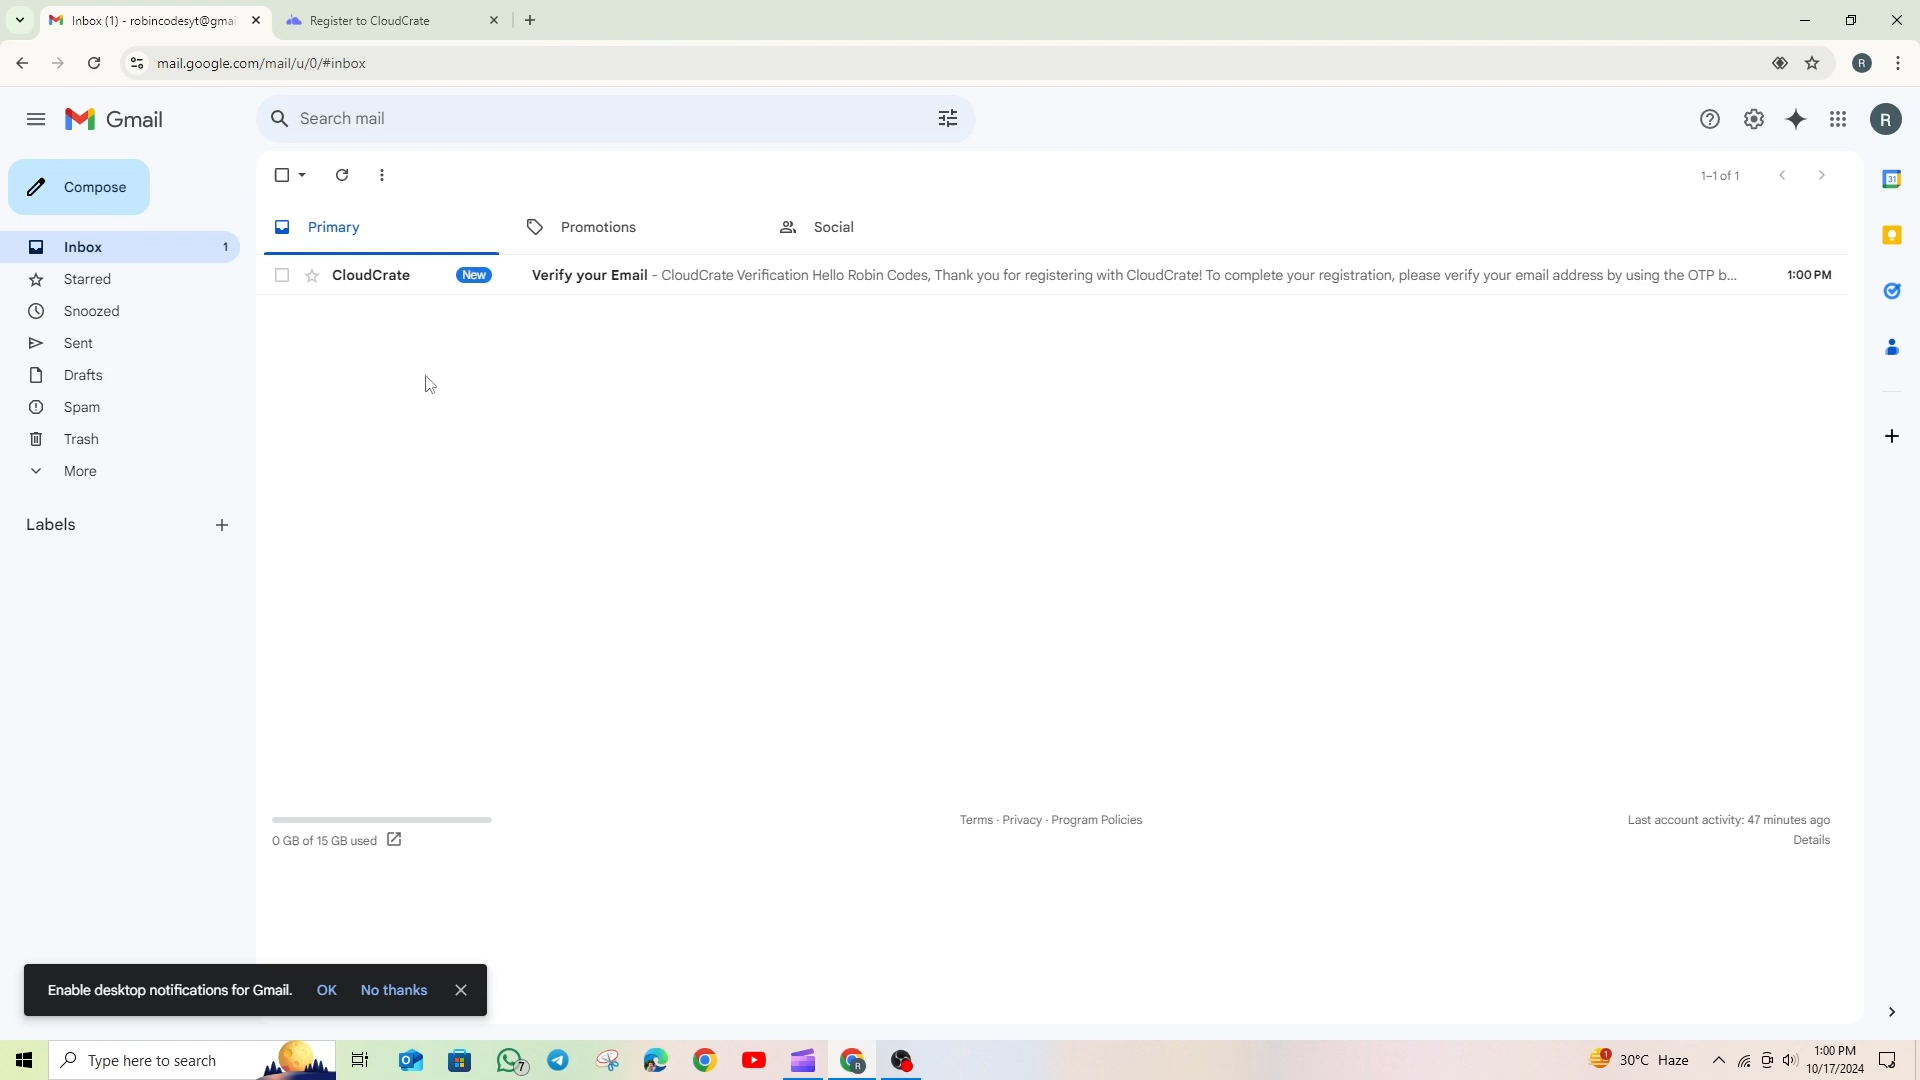 Inbox (1) - robincodesyt@gmai
Register to CloudCrate
mail.google.com/mail/u/0/#inbox
R
Gmail
Search mail
R
Compose
1–1 of 1
31
Primary
Promotions
Social
Inbox 1
CloudCrate New Verify your Email - CloudCrate Verification Hello Robin Codes, Thank you for registering with CloudCrate! To complete your registration, please verify your email address by using the OTP b... 1:00 PM
Starred
Snoozed
Sent
Drafts
Spam
Trash
More
Labels
0 GB of 15 GB used
Terms · Privacy · Program Policies
Last account activity: 47 minutes ago
Details
Enable desktop notifications for Gmail. OK No thanks
Type here to search
7
R
1
30°C Haze
1:00 PM
10/17/2024